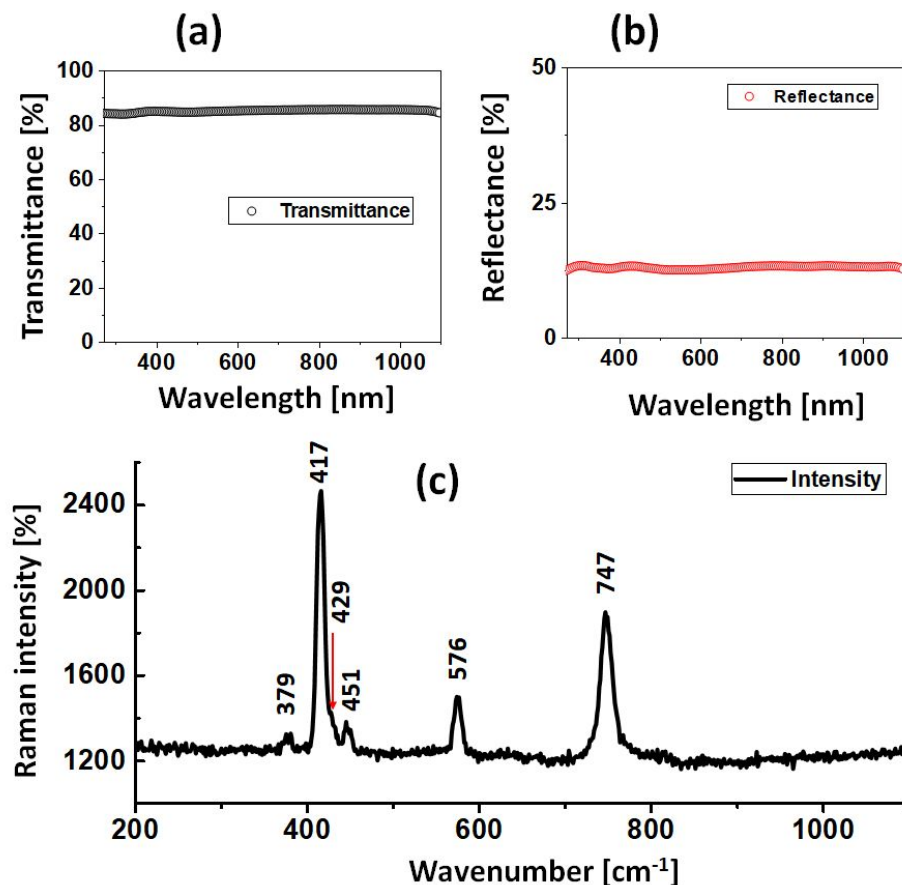 (a)
100
80
60
40
20
0
Transmittance [%]
Transmittance
400 600 800 1000
Wavelength [nm]
(b)
50
25
0
Reflectance [%]
Reflectance
400 600 800 1000
Wavelength [nm]
(c)
Intensity
2400
2000
1600
1200
Raman intensity [%]
379
417
429
451
576
747
200 400 600 800 1000
Wavenumber [cm⁻¹]